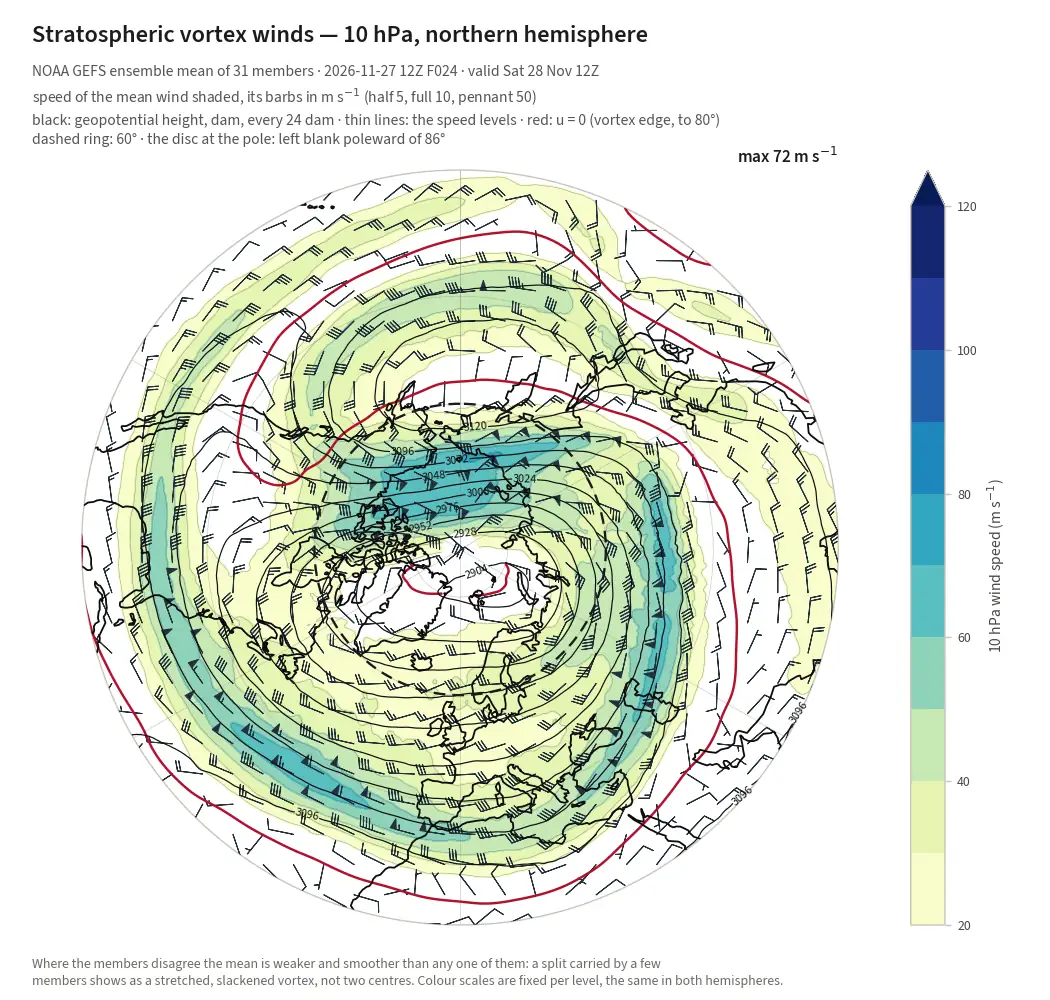 Stratospheric vortex winds — 10 hPa, northern hemisphere
NOAA GEFS ensemble mean of 31 members · 2026-11-27 12Z F024 · valid Sat 28 Nov 12Z
speed of the mean wind shaded, its barbs in m s⁻¹ (half 5, full 10, pennant 50)
black: geopotential height, dam, every 24 dam · thin lines: the speed levels · red: u = 0 (vortex edge, to 80°)
dashed ring: 60° · the disc at the pole: left blank poleward of 86°
max 72 m s⁻¹
120
100
80
60
40
20
10 hPa wind speed (m s⁻¹)
3120
3096
3072
3048
3024
3000
2976
2952
2928
2904
3096
3096
3096
Where the members disagree the mean is weaker and smoother than any one of them: a split carried by a few
members shows as a stretched, slackened vortex, not two centres. Colour scales are fixed per level, the same in both hemispheres.